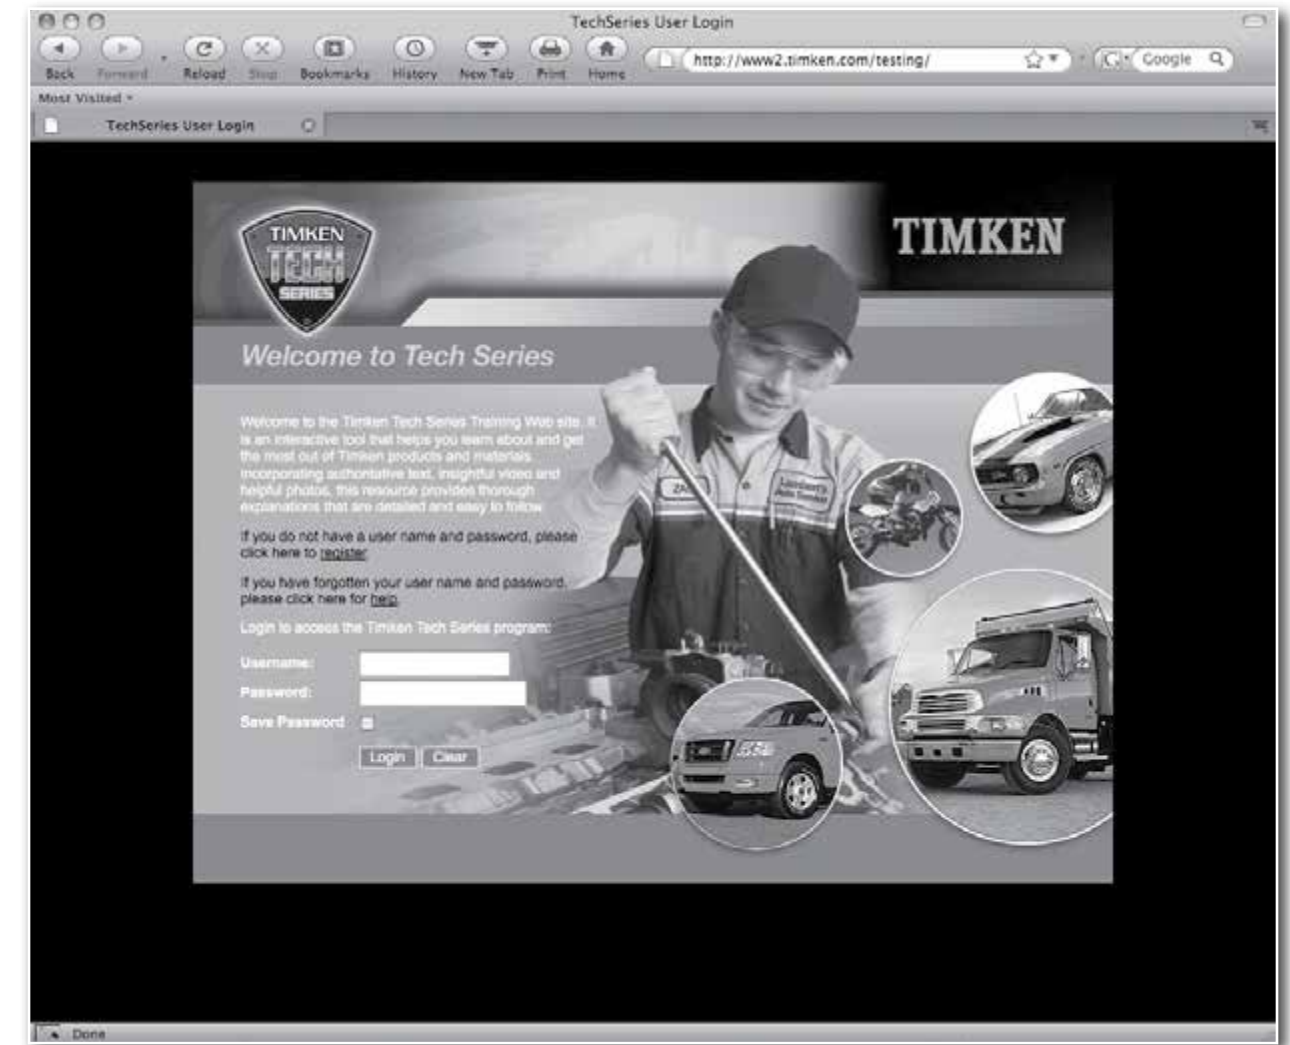 TechSeries User Login
http://www2.timken.com/testing/
Google
Back Forward Reload Stop Bookmarks History New Tab Print Home
Most Visited
TechSeries User Login
TIMKEN
TECH
SERIES
TIMKEN
Welcome to Tech Series
Welcome to the Timken Tech Series Training Web site. It
is an interactive tool that helps you learn about and get
the most out of Timken products and materials.
Incorporating authoritative text, insightful video and
helpful photos, this resource provides thorough
explanations that are detailed and easy to follow.
If you do not have a user name and password, please
click here to register.
If you have forgotten your user name and password,
please click here for help.
Login to access the Timken Tech Series program:
Username:
Password:
Save Password
Login Clear
Done